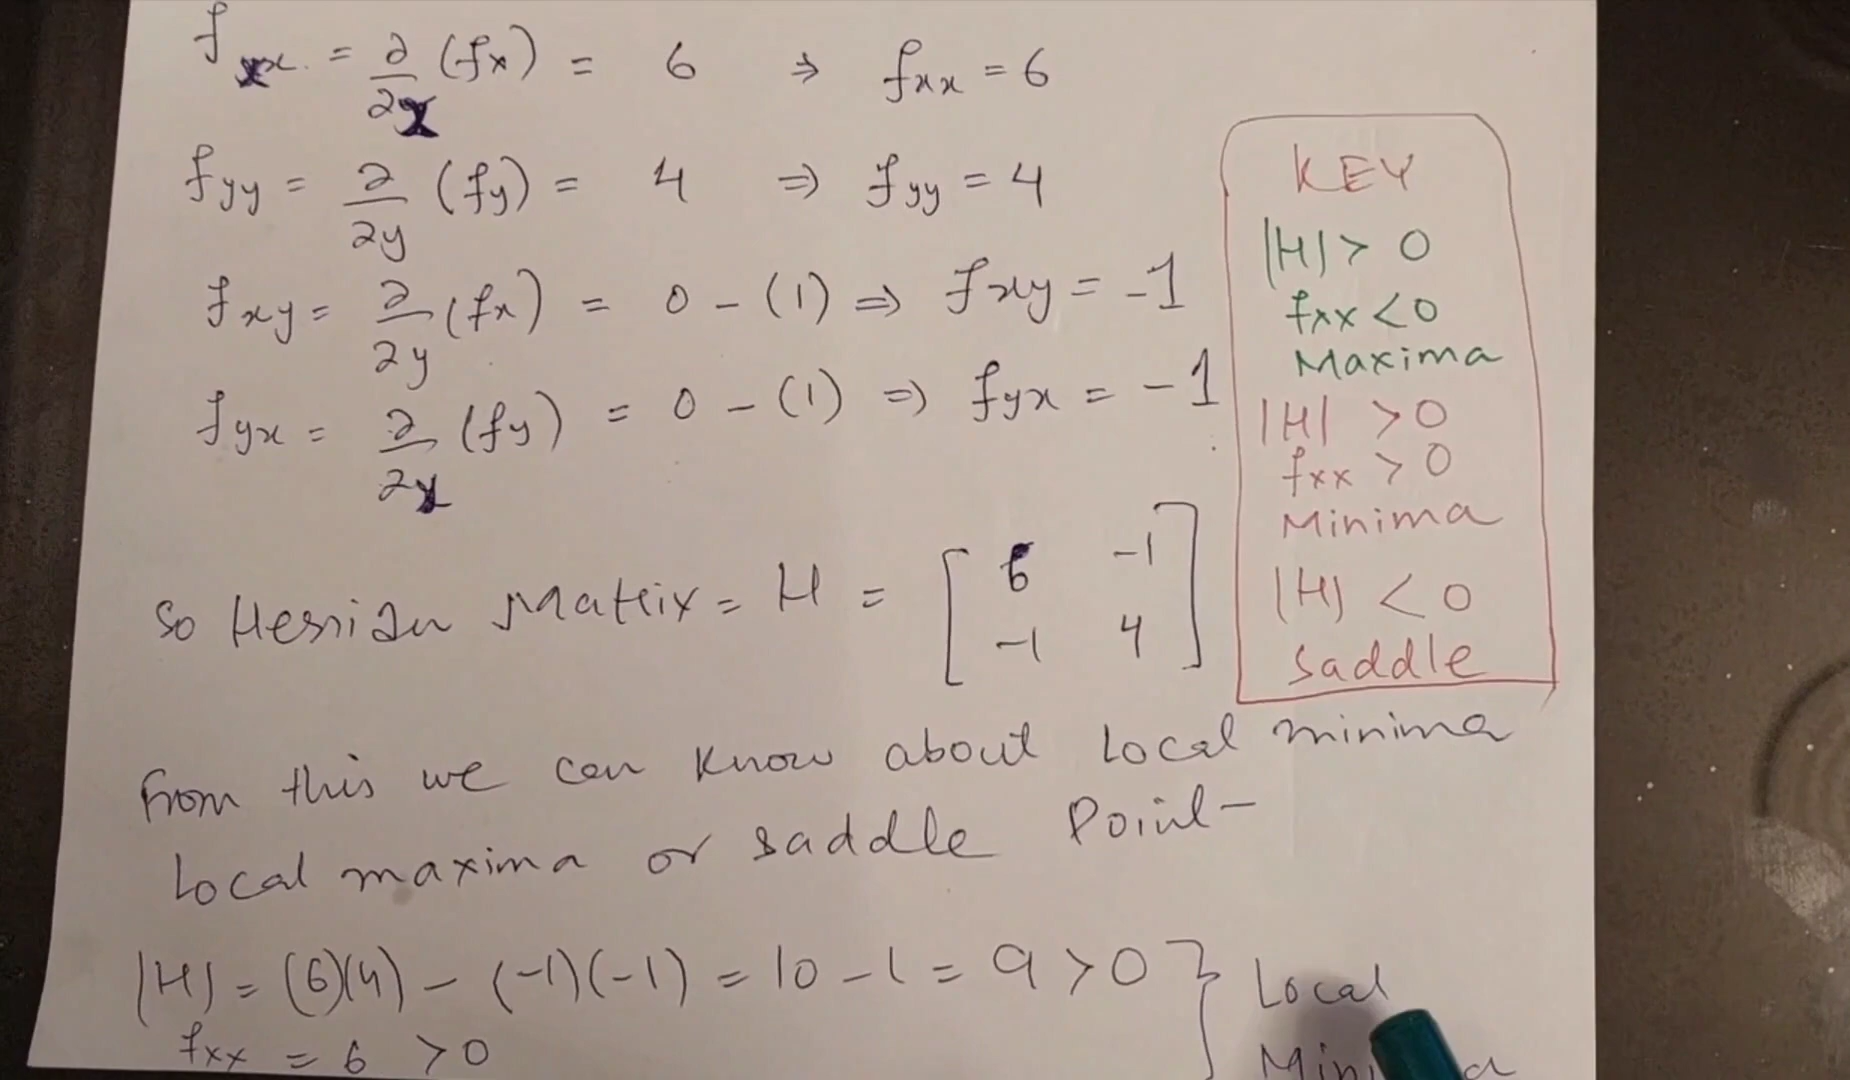 fxx = ∂/∂x (fx) = 6 ⇒ fxx = 6
fyy = ∂/∂y (fy) = 4 ⇒ fyy = 4
fxy = ∂/∂y (fx) = 0 - (1) ⇒ fxy = -1
fyx = ∂/∂x (fy) = 0 - (1) ⇒ fyx = -1
So Hessian Matrix = H = [6 -1
-1 4]
KEY
|H| > 0
fxx < 0
Maxima
|H| > 0
fxx > 0
Minima
|H| < 0
saddle
From this we can know about Local minima
Local maxima or saddle Point-
|H| = (6)(4) - (-1)(-1) = 10 - 1 = 9 > 0 } Local
fxx = 6 > 0